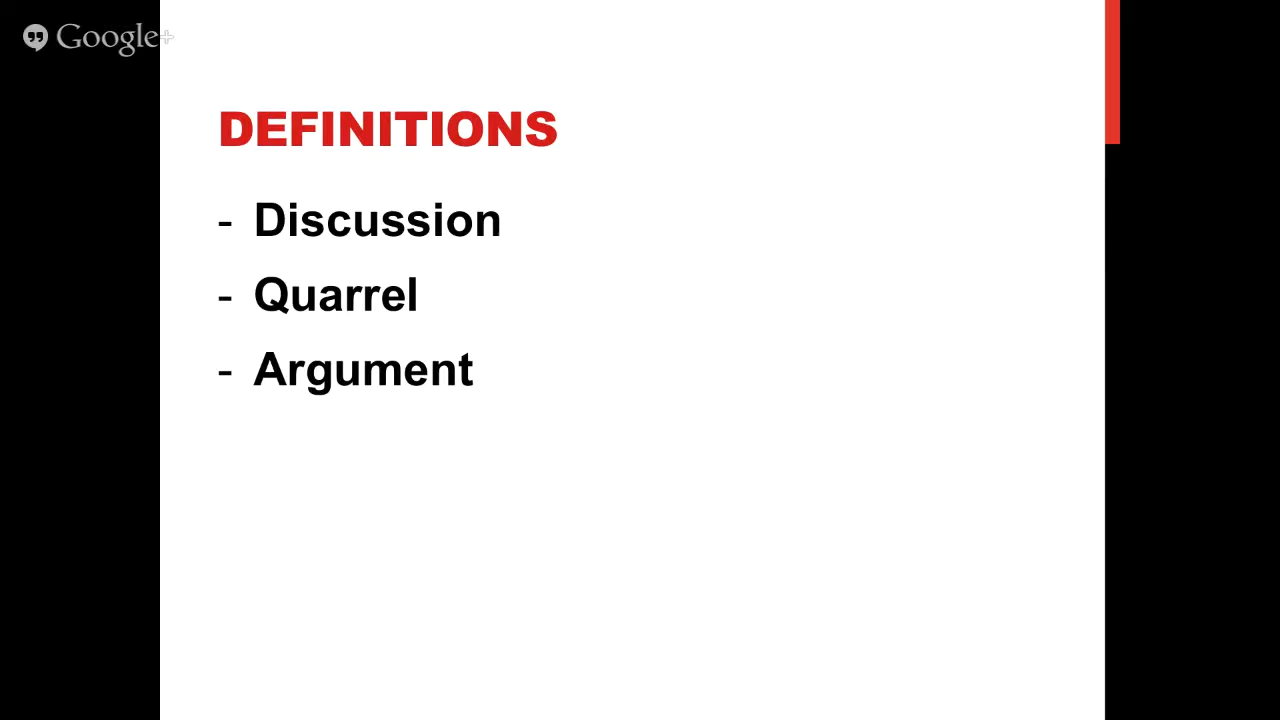 Google+
DEFINITIONS
- Discussion
- Quarrel
- Argument